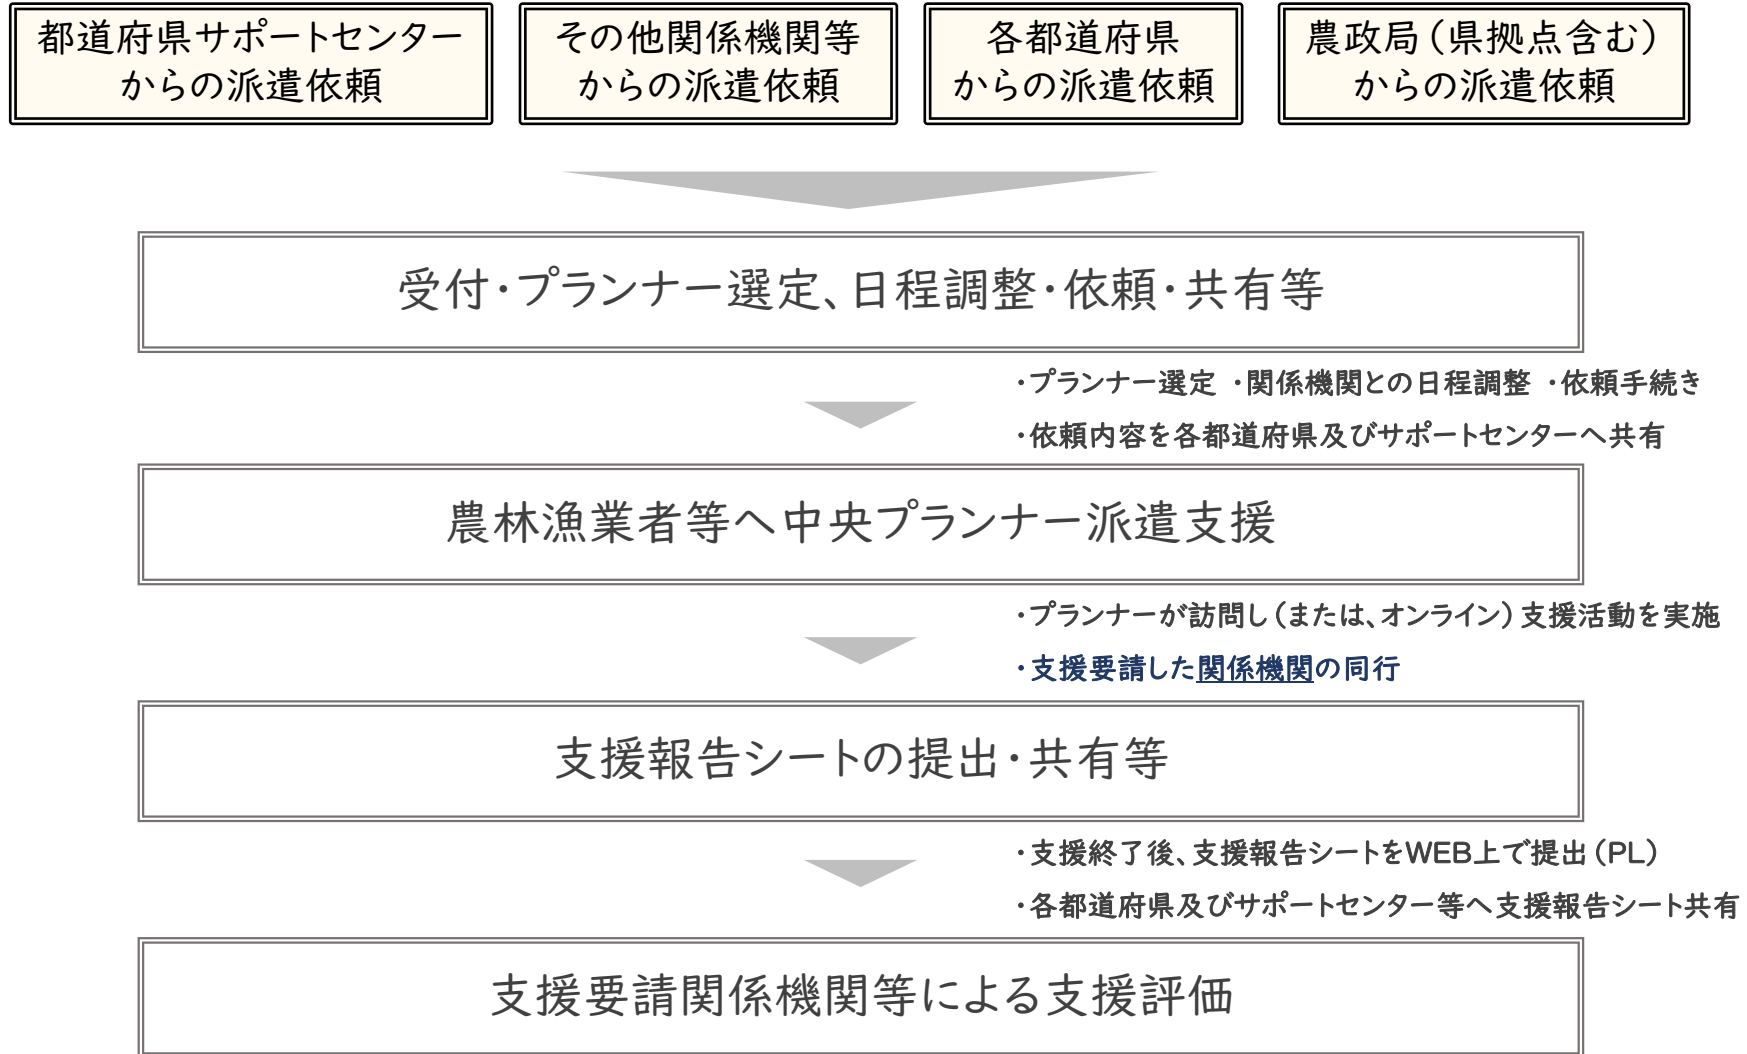 都道府県サポートセンター
からの派遣依頼
その他関係機関等
からの派遣依頼
各都道府県
からの派遣依頼
農政局（県拠点含む）
からの派遣依頼
受付・プランナー選定、日程調整・依頼・共有等
・プランナー選定 ・関係機関との日程調整 ・依頼手続き
・依頼内容を各都道府県及びサポートセンターへ共有
農林漁業者等へ中央プランナー派遣支援
・プランナーが訪問し（または、オンライン）支援活動を実施
・支援要請した関係機関の同行
支援報告シートの提出・共有等
・支援終了後、支援報告シートをWEB上で提出（PL）
・各都道府県及びサポートセンター等へ支援報告シート共有
支援要請関係機関等による支援評価